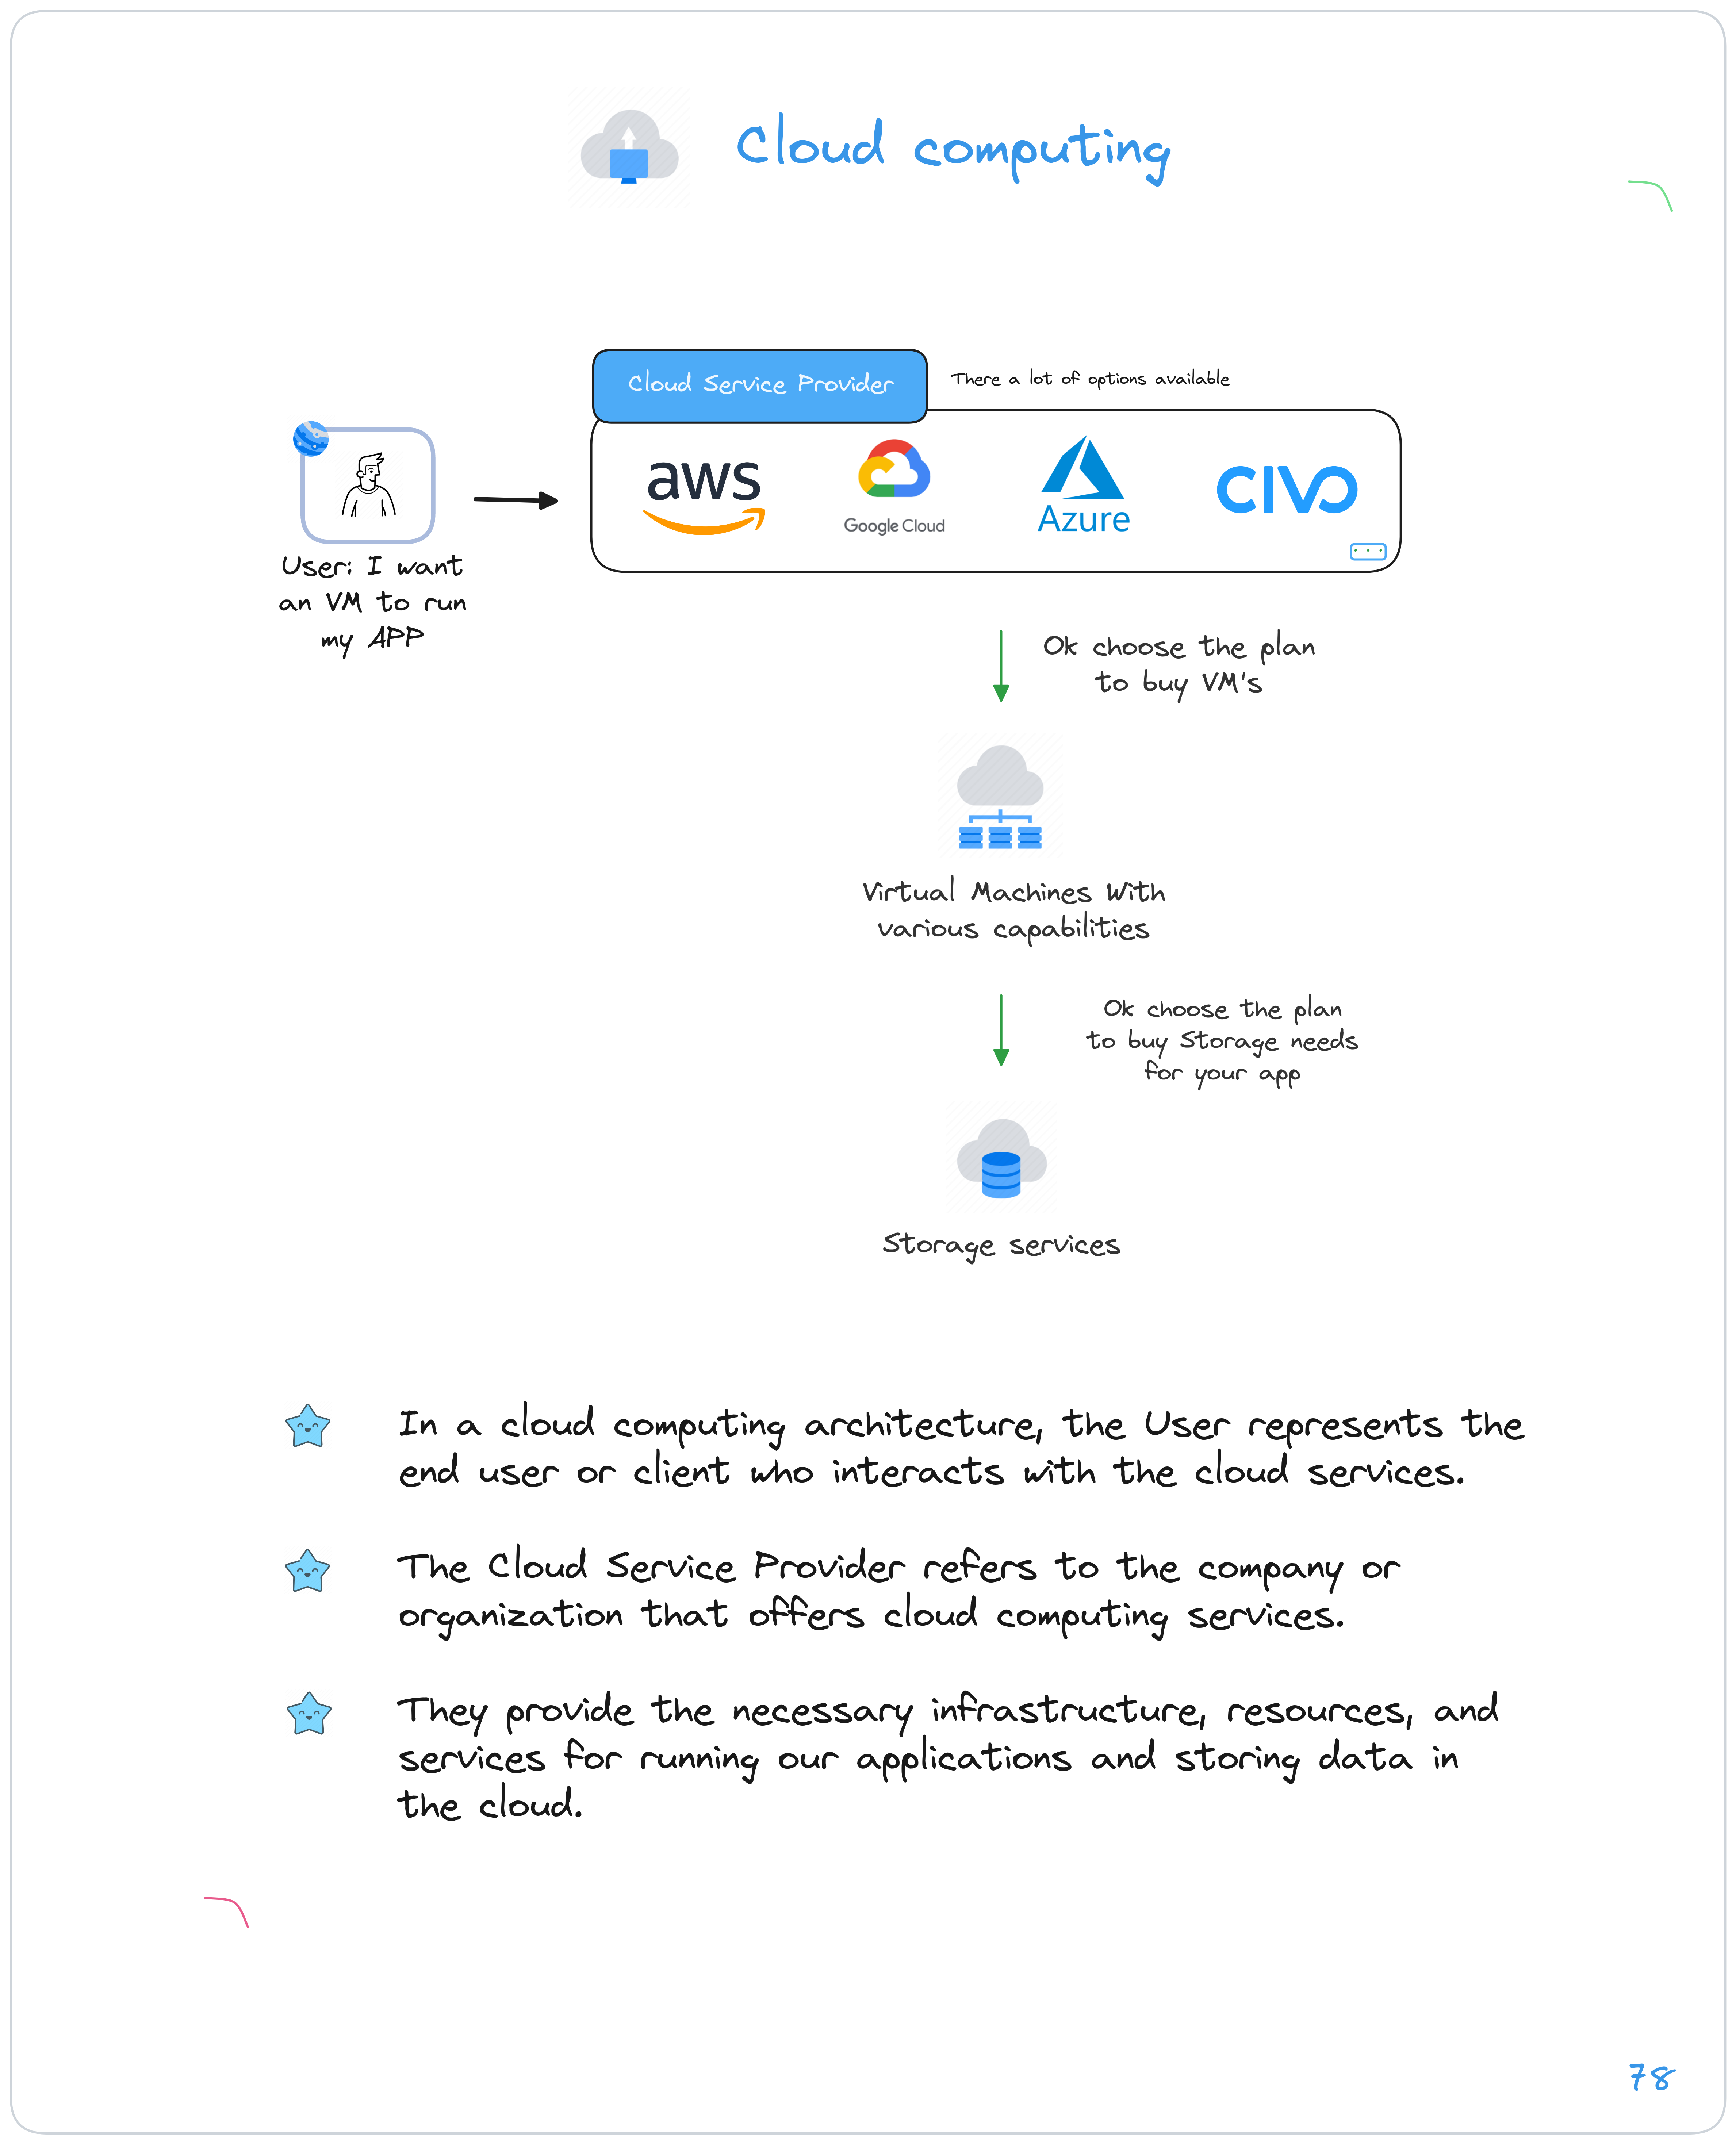 Cloud computing
Cloud Service Provider
There a lot of options available
aws
Google Cloud
Azure
CIVO
User: I want
an VM to run
my APP
Ok choose the plan
to buy VM's
Virtual Machines With
various capabilities
Ok choose the plan
to buy Storage needs
for your app
Storage services
In a cloud computing architecture, the User represents the
end user or client who interacts with the cloud services.
The Cloud Service Provider refers to the company or
organization that offers cloud computing services.
They provide the necessary infrastructure, resources, and
services for running our applications and storing data in
the cloud.
78